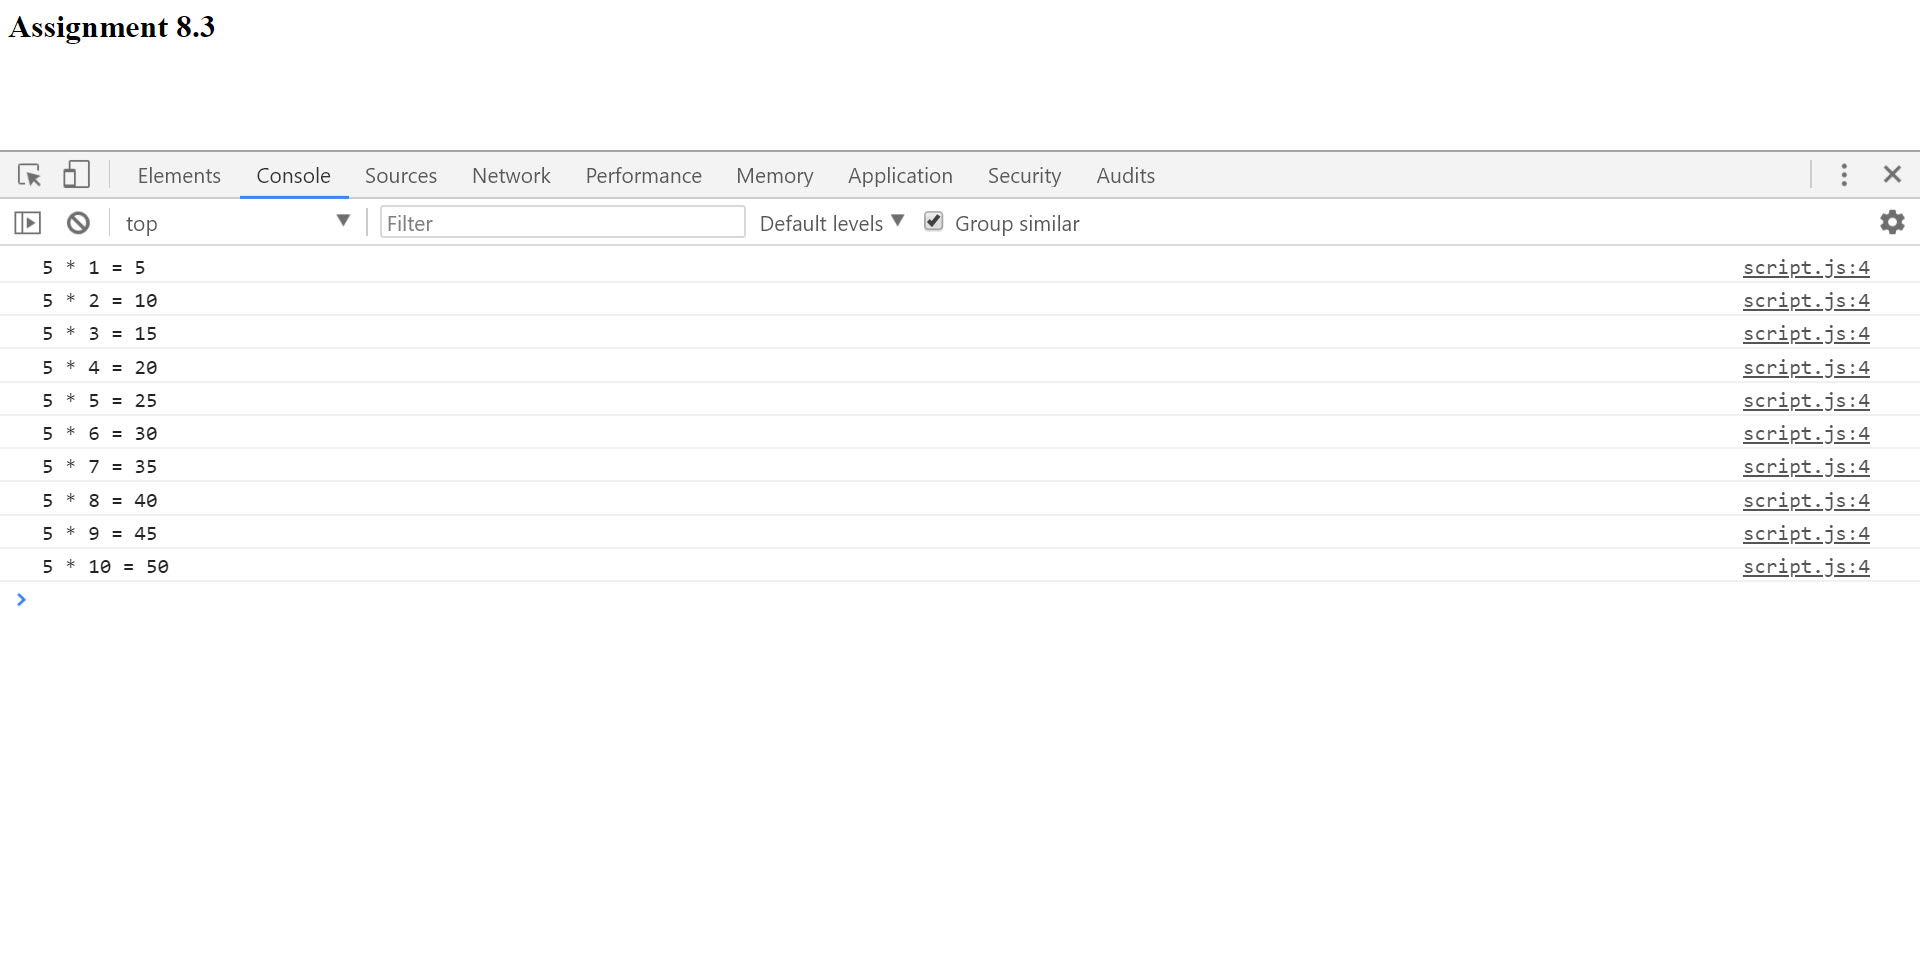 Assignment 8.3
Elements Console Sources Network Performance Memory Application Security Audits
top Filter Default levels Group similar
5 * 1 = 5 script.js:4
5 * 2 = 10 script.js:4
5 * 3 = 15 script.js:4
5 * 4 = 20 script.js:4
5 * 5 = 25 script.js:4
5 * 6 = 30 script.js:4
5 * 7 = 35 script.js:4
5 * 8 = 40 script.js:4
5 * 9 = 45 script.js:4
5 * 10 = 50 script.js:4